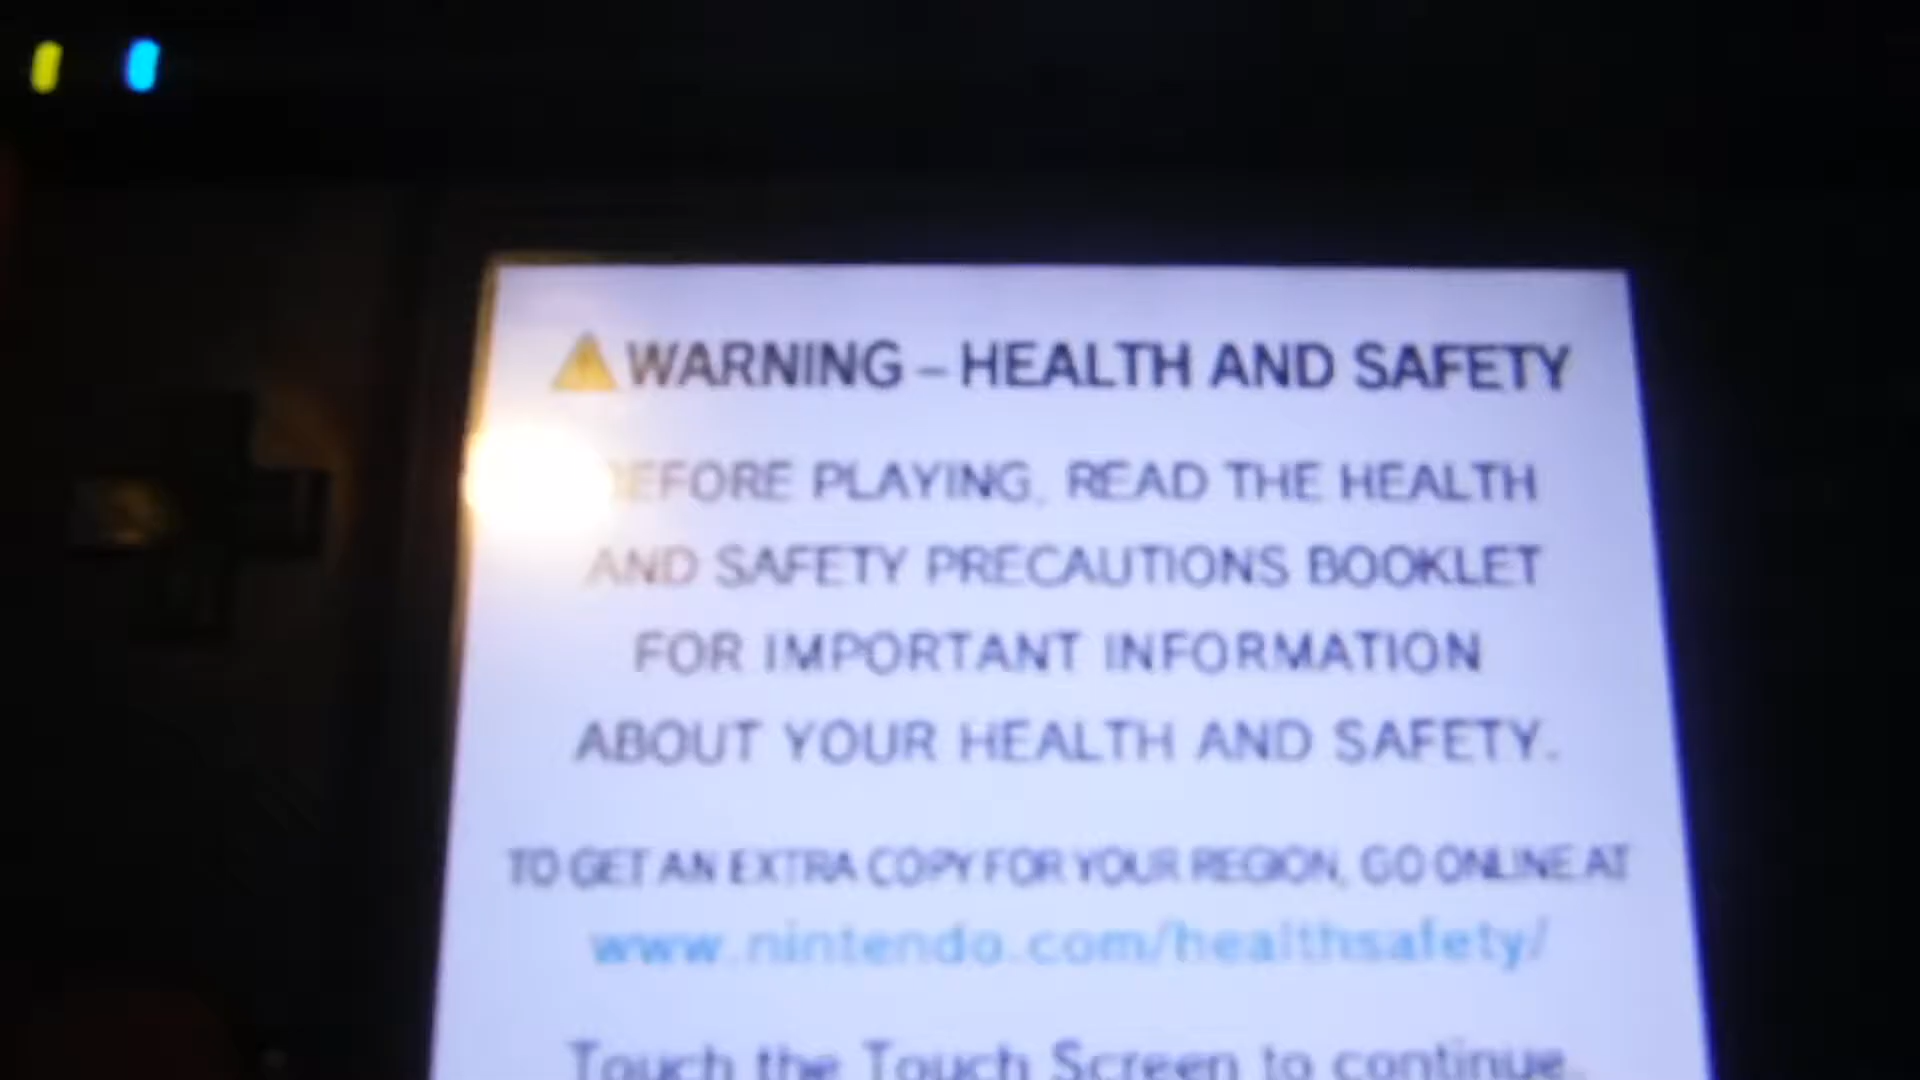 WARNING – HEALTH AND SAFETY
BEFORE PLAYING, READ THE HEALTH
AND SAFETY PRECAUTIONS BOOKLET
FOR IMPORTANT INFORMATION
ABOUT YOUR HEALTH AND SAFETY.
TO GET AN EXTRA COPY FOR YOUR REGION, GO ONLINE AT
www.nintendo.com/healthsafety/
Touch the Touch Screen to continue.